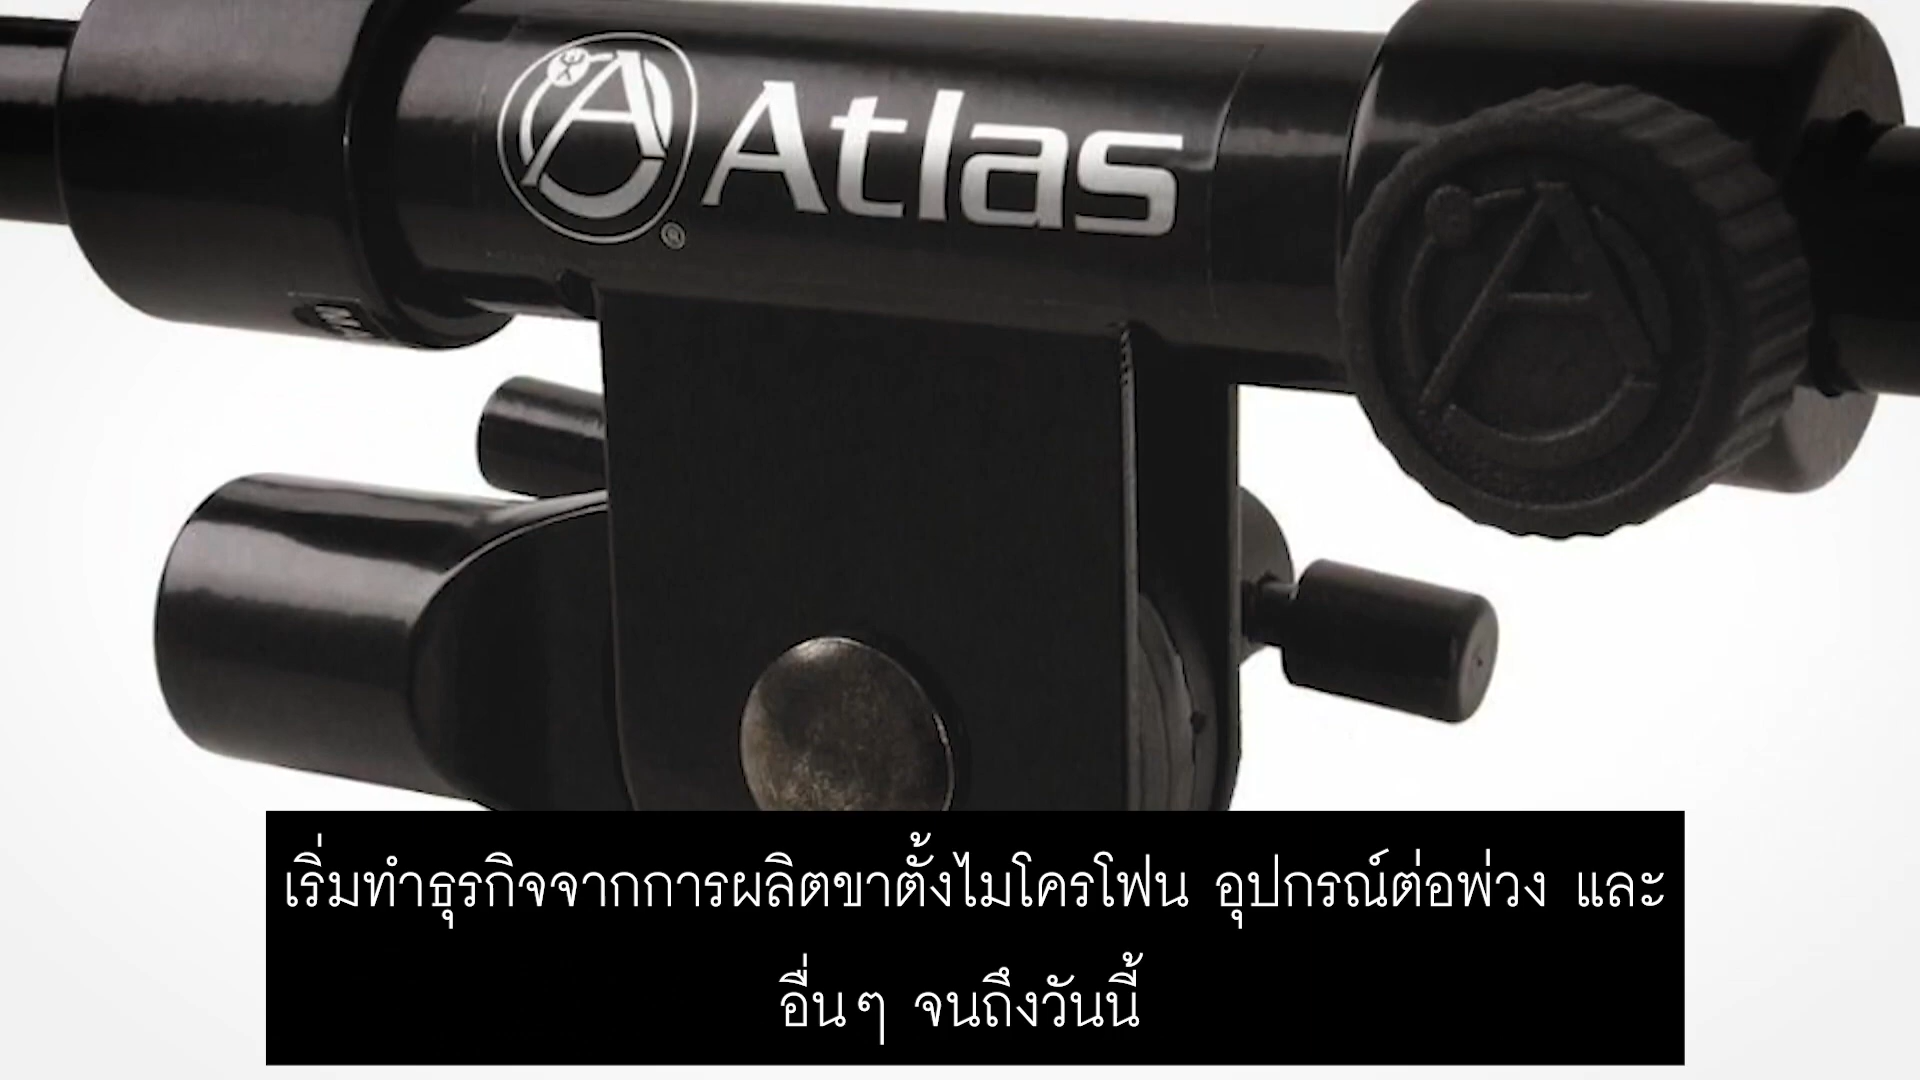 Atlas
®
เริ่มทำธุรกิจจากการผลิตขาตั้งไมโครโฟน อุปกรณ์ต่อพ่วง และ
อื่นๆ จนถึงวันนี้